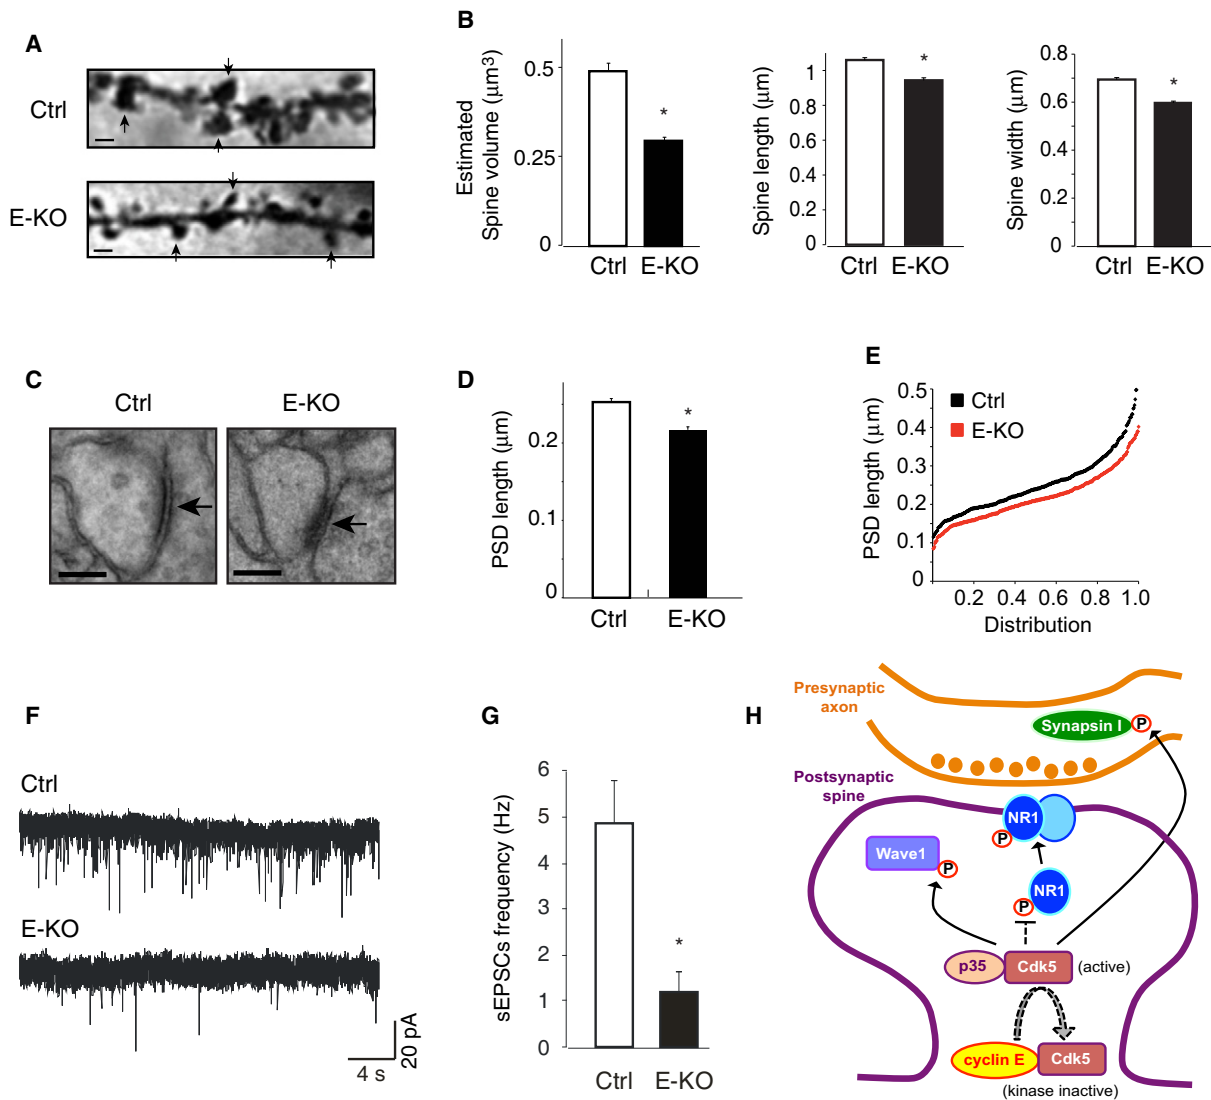 A
Ctrl
E-KO
B
Estimated
Spine volume (μm3)
0.5
0.25
0
*
Ctrl E-KO
Spine length (μm)
1
0.8
0.6
0.4
0.2
0
*
Ctrl E-KO
Spine width (μm)
0.8
0.6
0.4
0.2
0
*
Ctrl E-KO
C
Ctrl
E-KO
D
PSD length (μm)
0.2
0.1
0
*
Ctrl E-KO
E
PSD length (μm)
0.5
0.4
0.3
0.2
0.1
0
Ctrl
E-KO
0.2 0.4 0.6 0.8 1.0
Distribution
F
Ctrl
E-KO
20 pA
4 s
G
sEPSCs frequency (Hz)
6
5
4
3
2
1
0
*
Ctrl E-KO
H
Presynaptic
axon
Synapsin I
P
Postsynaptic
spine
NR1
P
Wave1
P
NR1
P
p35
Cdk5
(active)
cyclin E
Cdk5
(kinase inactive)